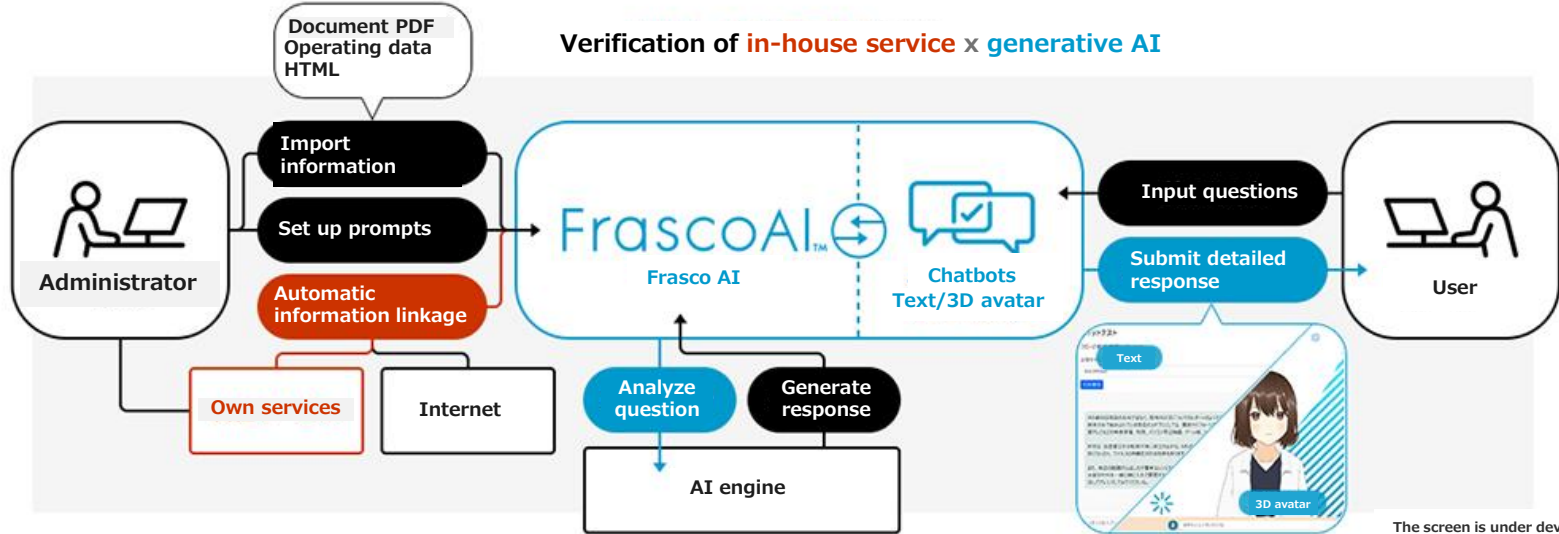 Document PDF
Operating data
HTML
Verification of in-house service x generative AI
Import
information
Set up prompts
Automatic
information linkage
Administrator
Own services
Internet
FrascoAI™
Frasco AI
Chatbots
Text/3D avatar
Analyze
question
Generate
response
AI engine
Input questions
Submit detailed
response
User
Text
3D avatar
The screen is under dev